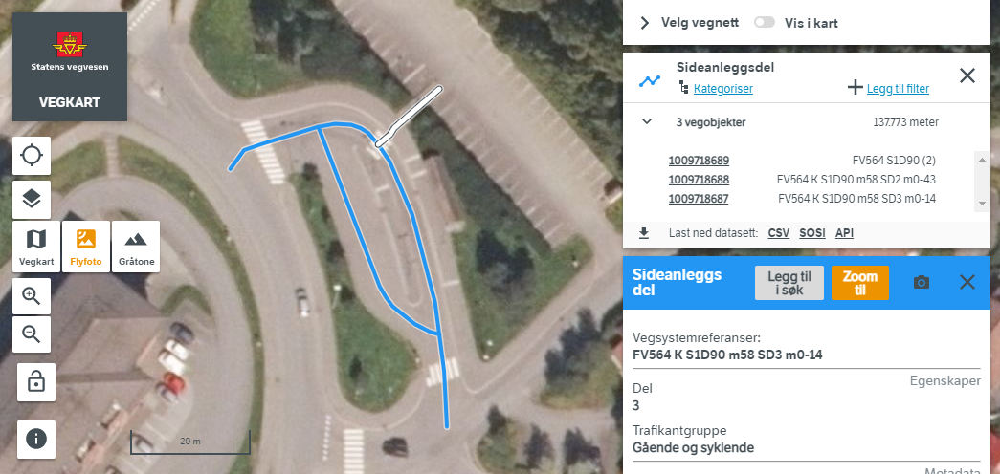 Statens vegvesen
VEGKART
Vegkart
Flyfoto
Gråtone
20 m
Velg vegnett
Vis i kart
Sideanleggsdel
Kategoriser
Legg til filter
3 vegobjekter
137.773 meter
1009718689 FV564 S1D90 (2)
1009718688 FV564 K S1D90 m58 SD2 m0-43
1009718687 FV564 K S1D90 m58 SD3 m0-14
Last ned datasett: CSV SOSI API
Sideanleggs
del
Legg til
i søk
Zoom
til
Vegsystemreferanser:
FV564 K S1D90 m58 SD3 m0-14
Egenskaper
Del
3
Trafikantgruppe
Gående og syklende
Metadata